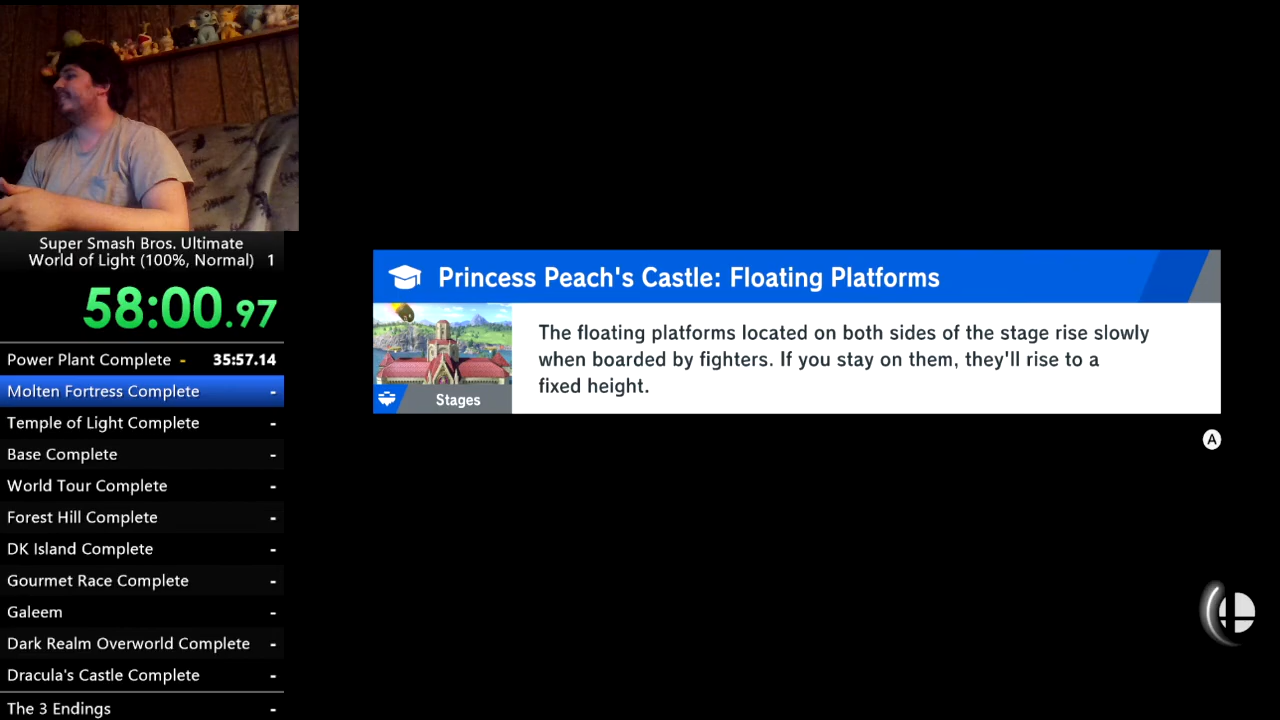 Super Smash Bros. Ultimate
World of Light (100%, Normal) 1
58:00.97
Power Plant Complete - 35:57.14
Molten Fortress Complete -
Temple of Light Complete -
Base Complete -
World Tour Complete -
Forest Hill Complete -
DK Island Complete -
Gourmet Race Complete -
Galeem -
Dark Realm Overworld Complete -
Dracula's Castle Complete -
The 3 Endings -
Princess Peach's Castle: Floating Platforms
The floating platforms located on both sides of the stage rise slowly
when boarded by fighters. If you stay on them, they'll rise to a
fixed height.
Stages
A